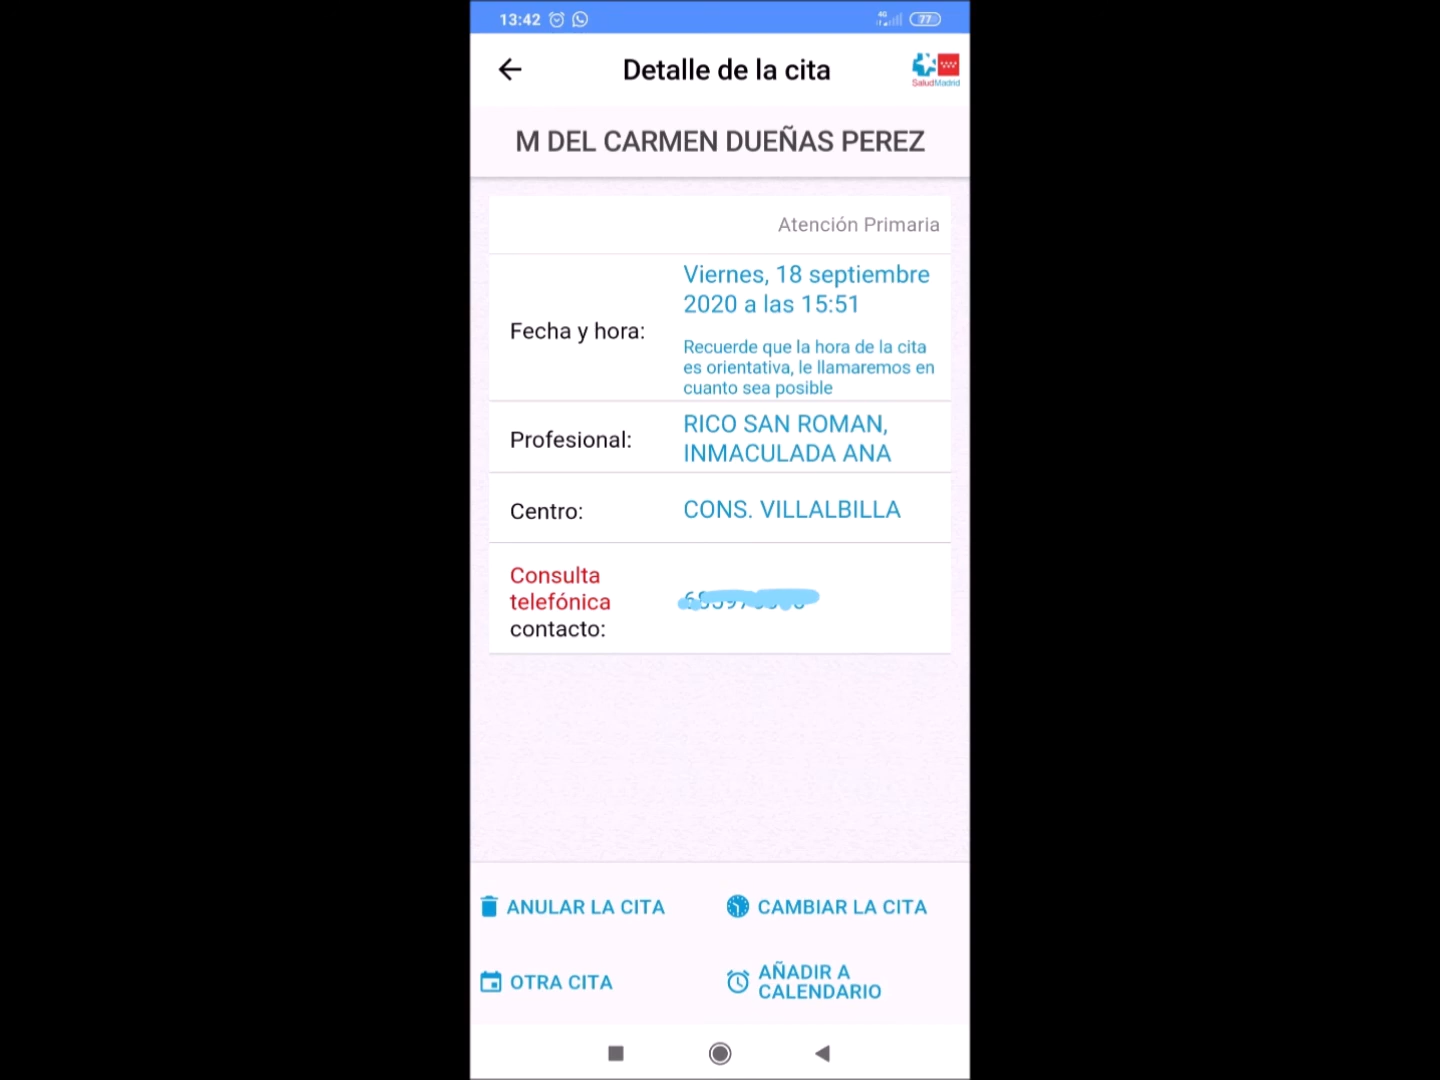 13:42
4G
77
Detalle de la cita
SaludMadrid
M DEL CARMEN DUEÑAS PEREZ
Atención Primaria
Fecha y hora:
Viernes, 18 septiembre
2020 a las 15:51
Recuerde que la hora de la cita
es orientativa, le llamaremos en
cuanto sea posible
Profesional:
RICO SAN ROMAN,
INMACULADA ANA
Centro:
CONS. VILLALBILLA
Consulta
telefónica
contacto:
ANULAR LA CITA
CAMBIAR LA CITA
OTRA CITA
AÑADIR A
CALENDARIO